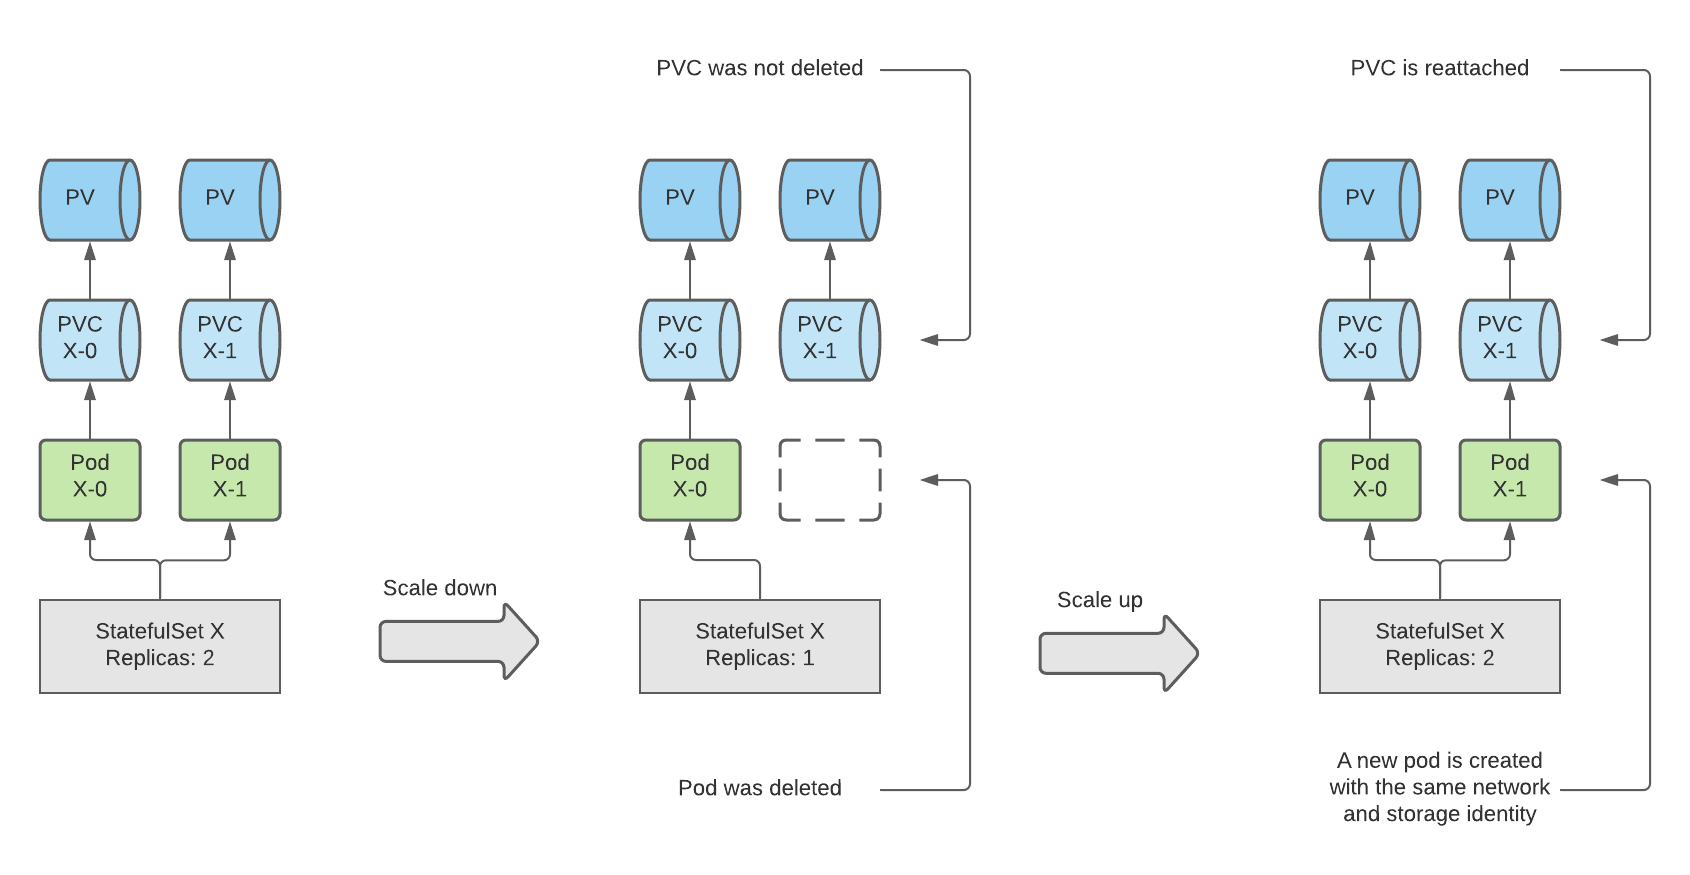 PVC was not deleted
PVC is reattached
PV
PV
PV
PV
PV
PV
PVC
X-0
PVC
X-1
PVC
X-0
PVC
X-1
PVC
X-0
PVC
X-1
Pod
X-0
Pod
X-1
Pod
X-0
Pod
X-0
Pod
X-1
Scale down
Scale up
StatefulSet X
Replicas: 2
StatefulSet X
Replicas: 1
StatefulSet X
Replicas: 2
Pod was deleted
A new pod is created
with the same network
and storage identity